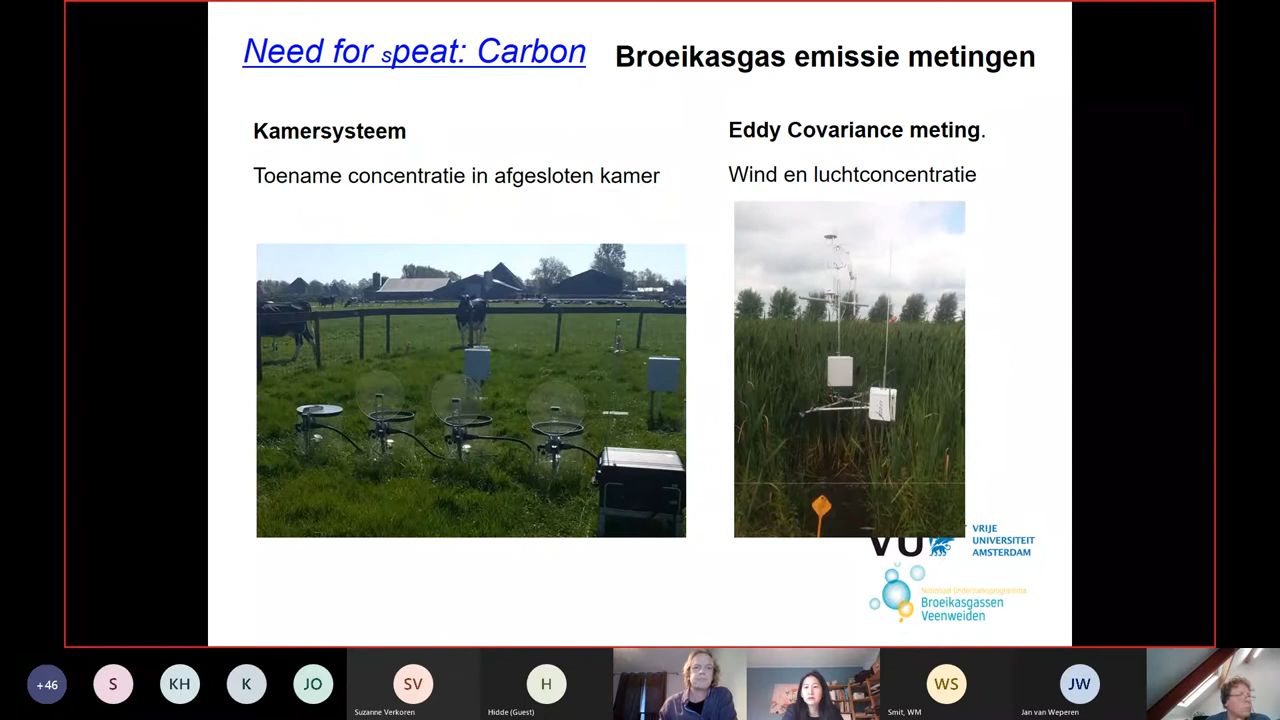 Need for speat: Carbon
Broeikasgas emissie metingen
Kamersysteem
Toename concentratie in afgesloten kamer
Eddy Covariance meting.
Wind en luchtconcentratie
VU
VRIJE
UNIVERSITEIT
AMSTERDAM
Nationaal Onderzoeksprogramma
Broeikasgassen
Veenweiden
+46
S
KH
K
JO
SV
Suzanne Verkoren
H
Hidde (Guest)
WS
Smit, WM
JW
Jan van Weperen